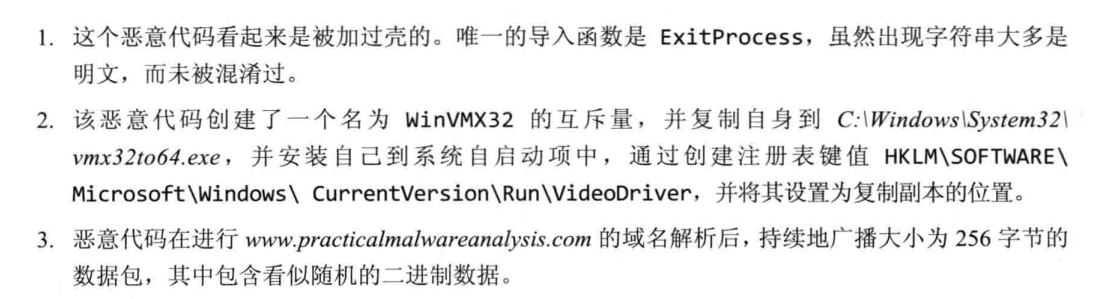 1. 这个恶意代码看起来是被加过壳的。唯一的导入函数是 ExitProcess，虽然出现字符串大多是
明文，而未被混淆过。
2. 该恶意代码创建了一个名为 WinVMX32 的互斥量，并复制自身到 C:\Windows\System32\
vmx32to64.exe，并安装自己到系统自启动项中，通过创建注册表键值 HKLM\SOFTWARE\
Microsoft\Windows\ CurrentVersion\Run\VideoDriver，并将其设置为复制副本的位置。
3. 恶意代码在进行 www.practicalmalwareanalysis.com 的域名解析后，持续地广播大小为 256 字节的
数据包，其中包含看似随机的二进制数据。